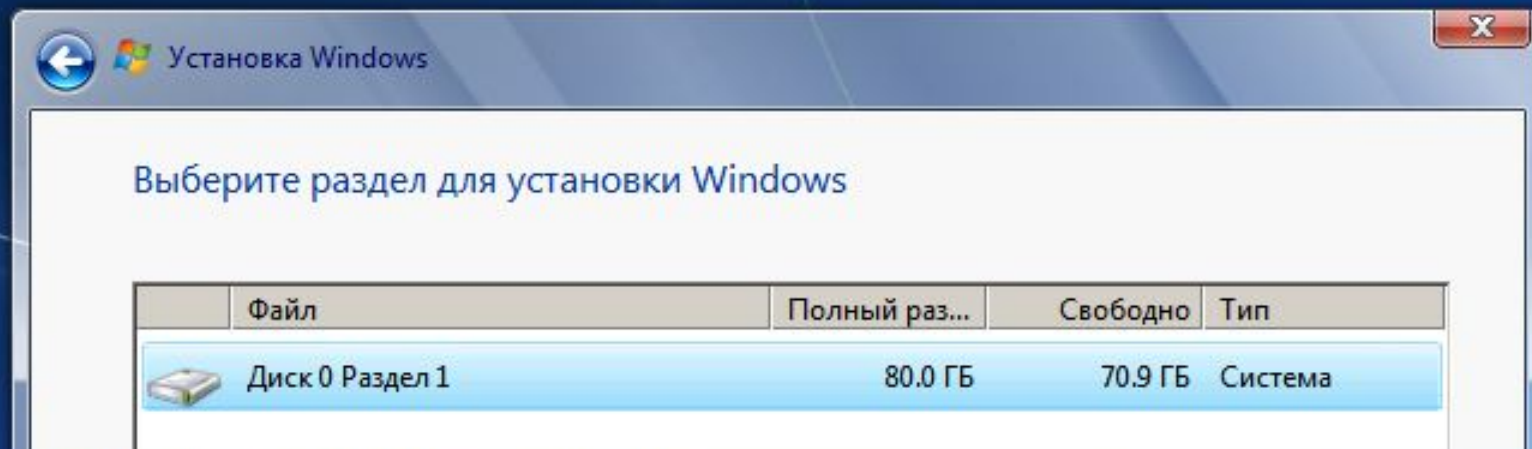 Установка Windows
Выберите раздел для установки Windows
Файл Полный раз... Свободно Тип
Диск 0 Раздел 1 80.0 ГБ 70.9 ГБ Система